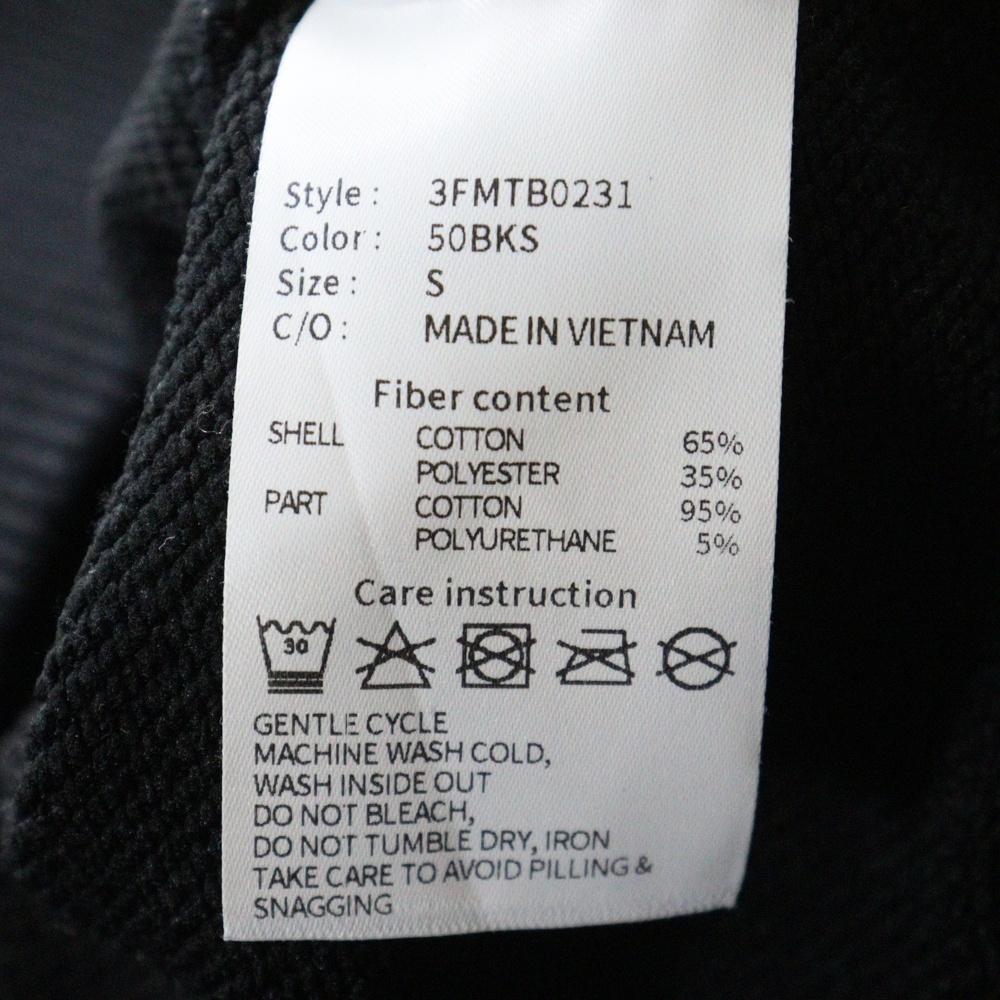 Style : 3FMTB0231
Color : 50BKS
Size : S
C/O : MADE IN VIETNAM
Fiber content
SHELL COTTON 65%
POLYESTER 35%
PART COTTON 95%
POLYURETHANE 5%
Care instruction
30
GENTLE CYCLE
MACHINE WASH COLD,
WASH INSIDE OUT
DO NOT BLEACH,
DO NOT TUMBLE DRY, IRON
TAKE CARE TO AVOID PILLING &
SNAGGING